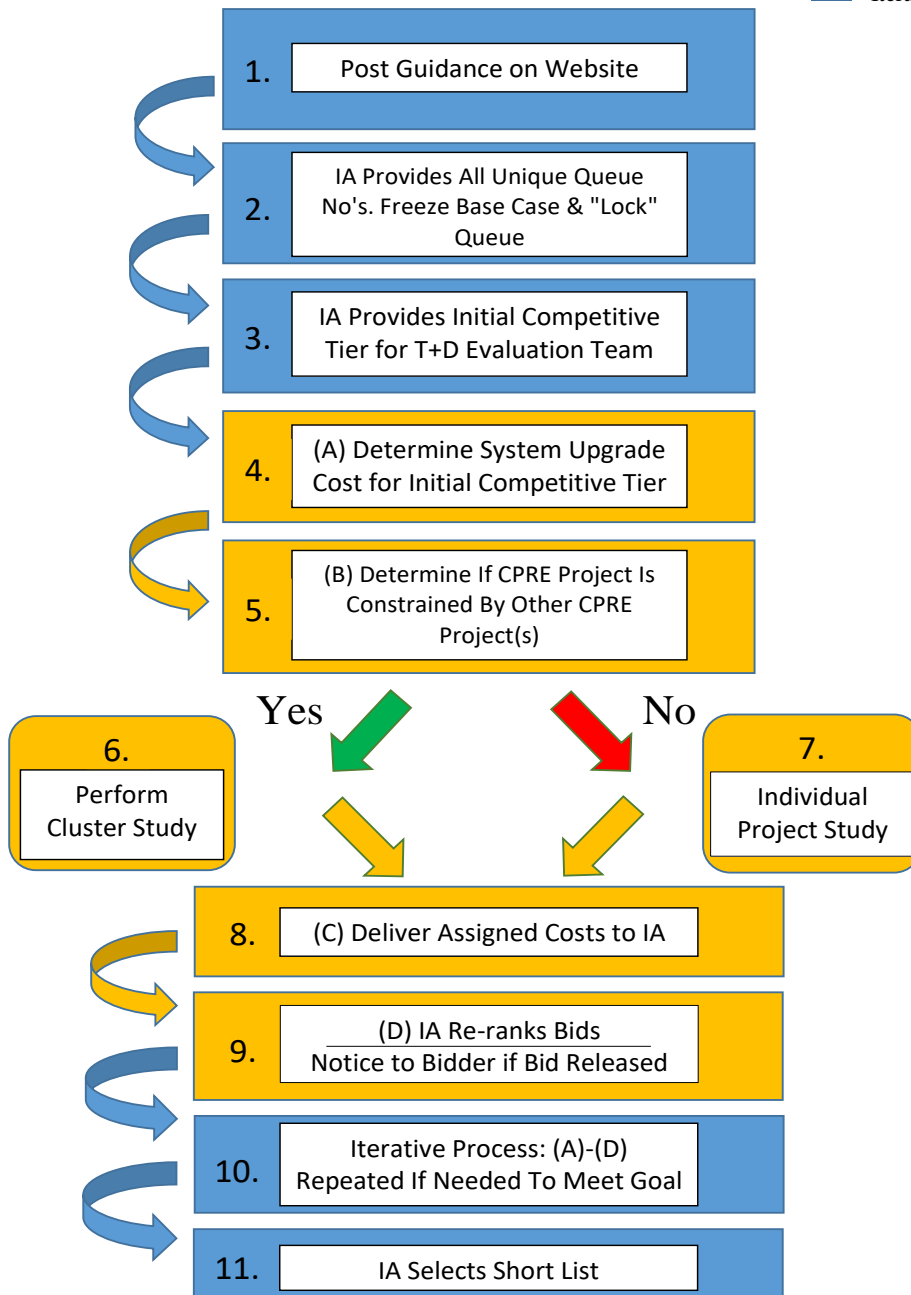 1.
Post Guidance on Website
2.
IA Provides All Unique Queue
No's. Freeze Base Case & "Lock"
Queue
3.
IA Provides Initial Competitive
Tier for T+D Evaluation Team
4.
(A) Determine System Upgrade
Cost for Initial Competitive Tier
5.
(B) Determine If CPRE Project Is
Constrained By Other CPRE
Project(s)
Yes
No
6.
Perform
Cluster Study
7.
Individual
Project Study
8.
(C) Deliver Assigned Costs to IA
9.
(D) IA Re-ranks Bids
Notice to Bidder if Bid Released
10.
Iterative Process: (A)-(D)
Repeated If Needed To Meet Goal
11.
IA Selects Short List